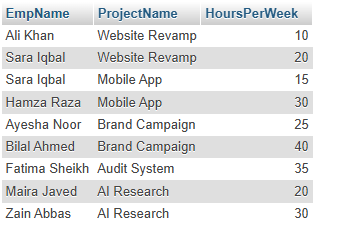 EmpName ProjectName HoursPerWeek
Ali Khan Website Revamp 10
Sara Iqbal Website Revamp 20
Sara Iqbal Mobile App 15
Hamza Raza Mobile App 30
Ayesha Noor Brand Campaign 25
Bilal Ahmed Brand Campaign 40
Fatima Sheikh Audit System 35
Maira Javed AI Research 20
Zain Abbas AI Research 30